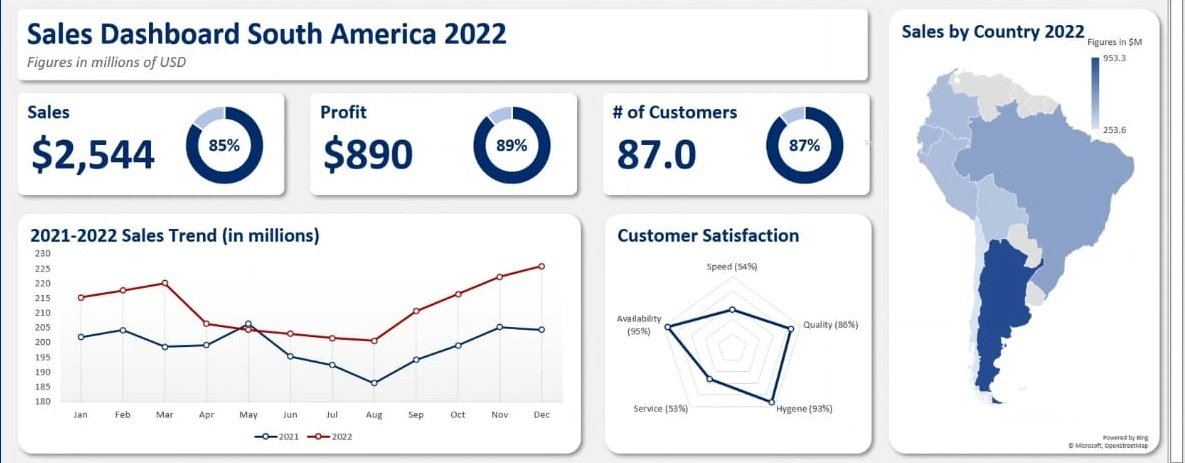 Sales Dashboard South America 2022
Figures in millions of USD
Sales
$2,544
85%
Profit
$890
89%
# of Customers
87.0
87%
2021-2022 Sales Trend (in millions)
230
225
220
215
210
205
200
195
190
185
180
Jan Feb Mar Apr May Jun Jul Aug Sep Oct Nov Dec
2021 2022
Customer Satisfaction
Speed (54%)
Availability
(95%)
Quality (86%)
Service (53%)
Hygene (93%)
Sales by Country 2022
Figures in $M
953.3
253.6
Powered by Bing
© Microsoft, OpenStreetMap